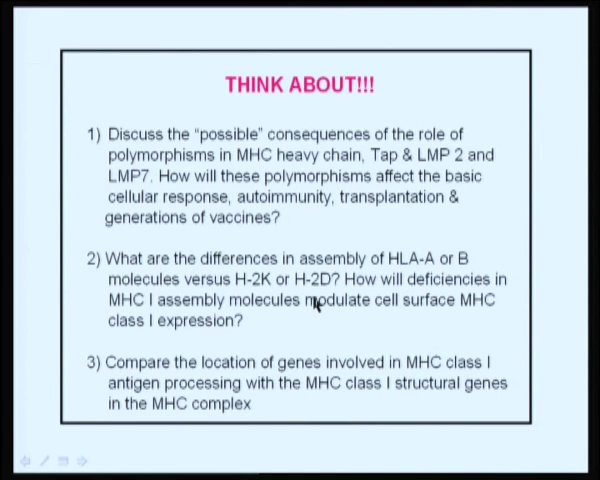 THINK ABOUT!!!
1) Discuss the “possible” consequences of the role of
polymorphisms in MHC heavy chain, Tap & LMP 2 and
LMP7. How will these polymorphisms affect the basic
cellular response, autoimmunity, transplantation &
generations of vaccines?
2) What are the differences in assembly of HLA-A or B
molecules versus H-2K or H-2D? How will deficiencies in
MHC I assembly molecules modulate cell surface MHC
class I expression?
3) Compare the location of genes involved in MHC class I
antigen processing with the MHC class I structural genes
in the MHC complex